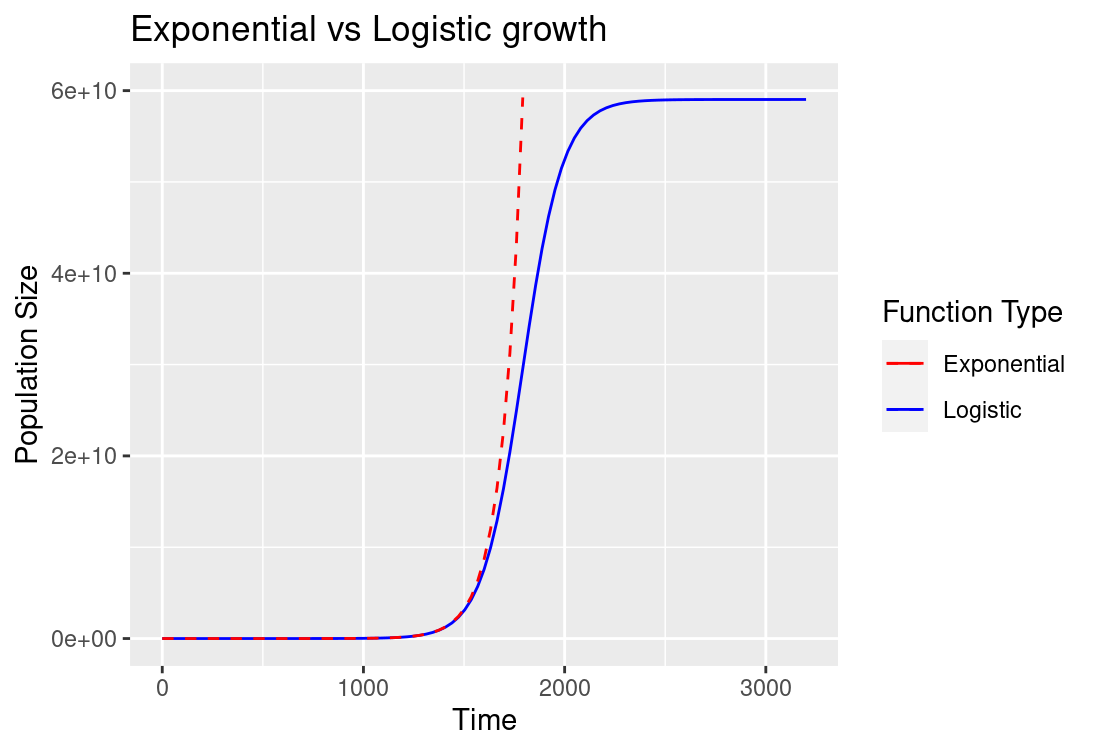 Exponential vs Logistic growth
6e+10
4e+10
2e+10
0e+00
Population Size
0 1000 2000 3000
Time
Function Type
Exponential
Logistic